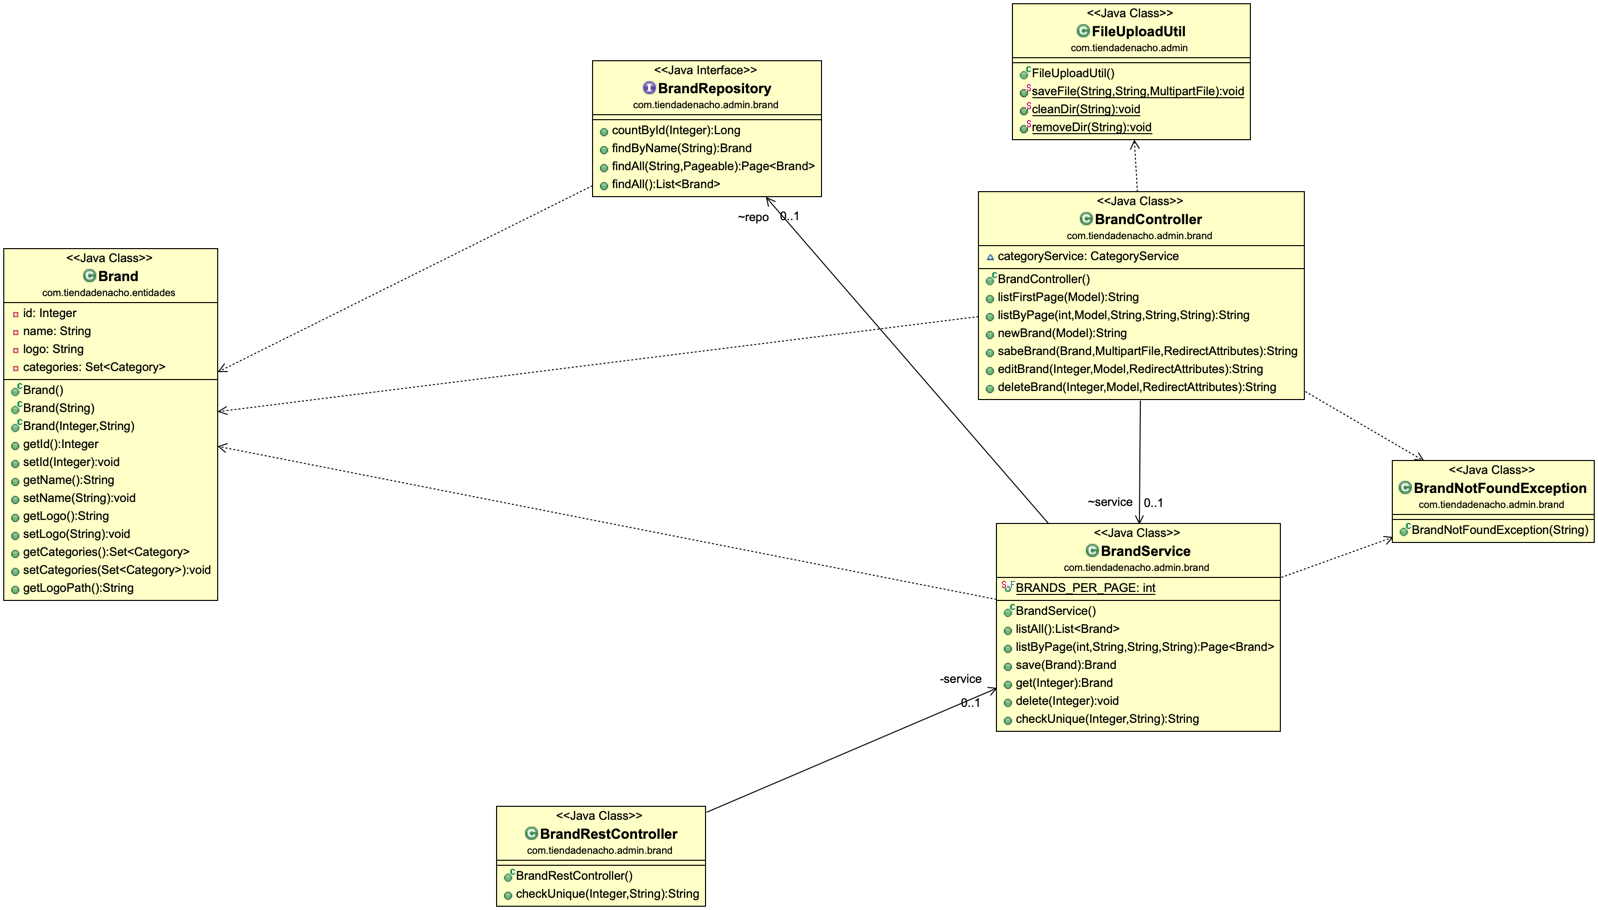 <<Java Class>>
FileUploadUtil
com.tiendadenacho.admin
FileUploadUtil()
saveFile(String,String,MultipartFile):void
cleanDir(String):void
removeDir(String):void
<<Java Interface>>
BrandRepository
com.tiendadenacho.admin.brand
countById(Integer):Long
findByName(String):Brand
findAll(String,Pageable):Page<Brand>
findAll():List<Brand>
~repo
0..1
<<Java Class>>
BrandController
com.tiendadenacho.admin.brand
categoryService: CategoryService
BrandController()
listFirstPage(Model):String
listByPage(int,Model,String,String,String):String
newBrand(Model):String
sabeBrand(Brand,MultipartFile,RedirectAttributes):String
editBrand(Integer,Model,RedirectAttributes):String
deleteBrand(Integer,Model,RedirectAttributes):String
<<Java Class>>
Brand
com.tiendadenacho.entidades
id: Integer
name: String
logo: String
categories: Set<Category>
Brand()
Brand(String)
Brand(Integer,String)
getId():Integer
setId(Integer):void
getName():String
setName(String):void
getLogo():String
setLogo(String):void
getCategories():Set<Category>
setCategories(Set<Category>):void
getLogoPath():String
<<Java Class>>
BrandNotFoundException
com.tiendadenacho.admin.brand
BrandNotFoundException(String)
~service
0..1
<<Java Class>>
BrandService
com.tiendadenacho.admin.brand
BRANDS_PER_PAGE: int
BrandService()
listAll():List<Brand>
listByPage(int,String,String,String):Page<Brand>
save(Brand):Brand
get(Integer):Brand
delete(Integer):void
checkUnique(Integer,String):String
-service
0..1
<<Java Class>>
BrandRestController
com.tiendadenacho.admin.brand
BrandRestController()
checkUnique(Integer,String):String